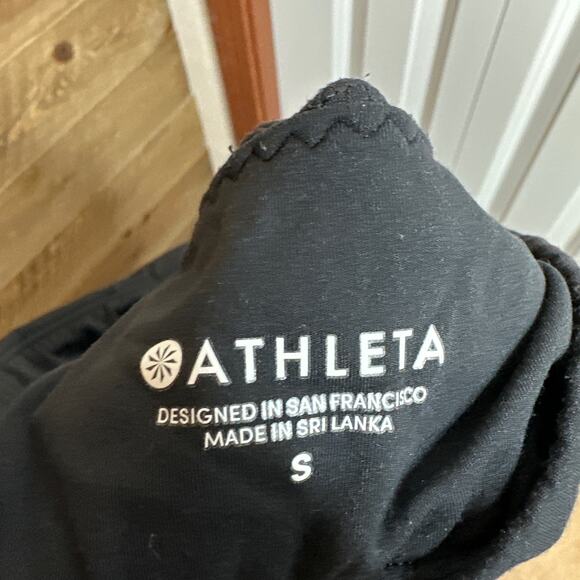 ATHLETA
DESIGNED IN SAN FRANCISCO
MADE IN SRI LANKA
S